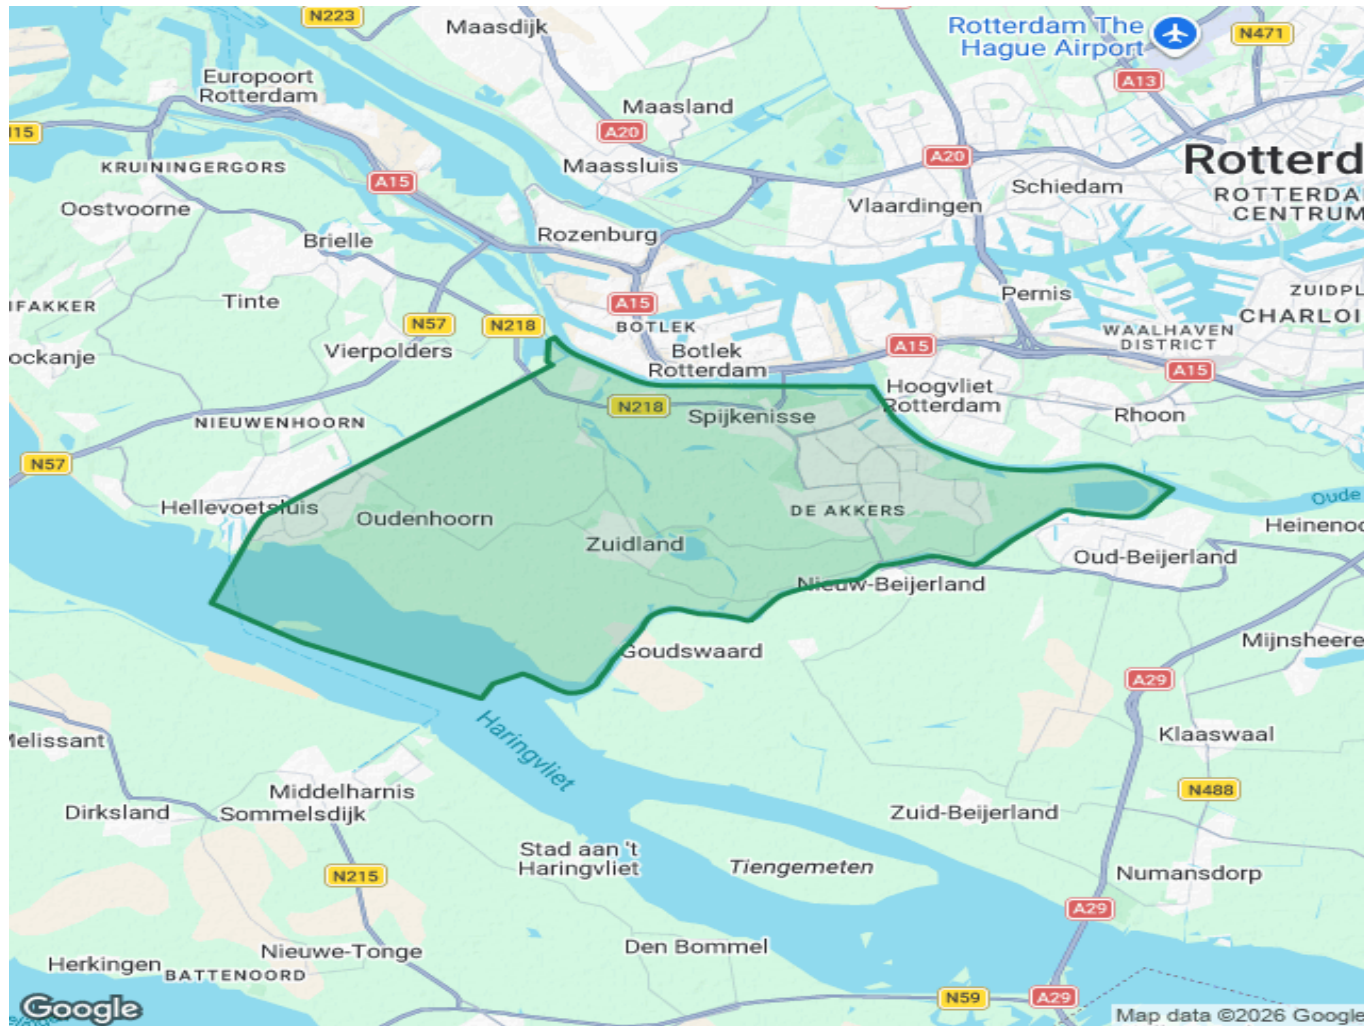 N223
Maasdijk
Rotterdam The
Hague Airport
N471
A13
Europoort
Rotterdam
Maasland
A20
N15
Maassluis
A20
Rotterd
KRUININGERGORS
A15
Schiedam
ROTTERDA
CENTRUM
Oostvoorne
Vlaardingen
Brielle
Rozenburg
Tinte
IFAKKER
A15
Pernis
ZUIDPL
CHARLOI
N57
N218
BOTLEK
WAALHAVEN
DISTRICT
ockanje
Vierpolders
Botlek
Rotterdam
A15
A15
Hoogvliet
Rotterdam
N218
Spijkenisse
Rhoon
NIEUWENHOORN
N57
Hellevoetsluis
Oudenhoorn
DE AKKERS
Oude
Heinenoo
Zuidland
Oud-Beijerland
Nieuw-Beijerland
Goudswaard
Mijnsheere
A29
Haringvliet
Melissant
Klaaswaal
Middelharnis
Sommelsdijk
N488
Dirksland
Zuid-Beijerland
Stad aan 't
Haringvliet
Tiengemeten
N215
Numansdorp
A29
Nieuwe-Tonge
Den Bommel
Herkingen
BATTENOORD
N59
A29
Google
Map data ©2026 Google